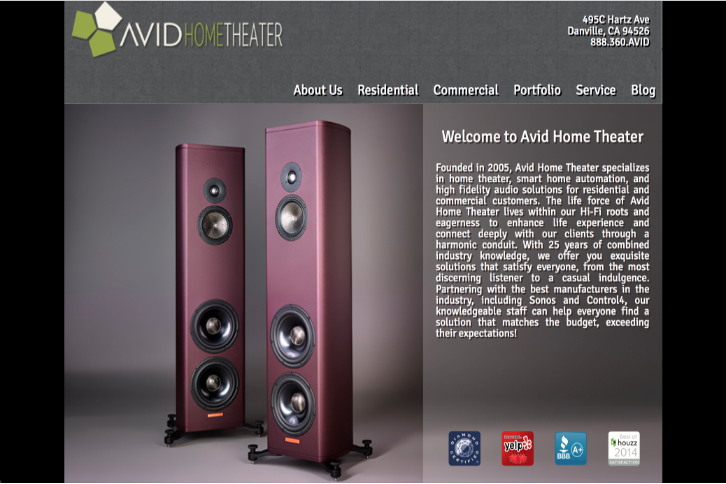 AVIDHOMETHEATER
495C Hartz Ave
Danville, CA 94526
888.360.AVID
About Us Residential Commercial Portfolio Service Blog
Welcome to Avid Home Theater
Founded in 2005, Avid Home Theater specializes
in home theater, smart home automation, and
high fidelity audio solutions for residential and
commercial customers. The life force of Avid
Home Theater lives within our Hi-Fi roots and
eagerness to enhance life experience and
connect deeply with our clients through a
harmonic conduit. With 25 years of combined
industry knowledge, we offer you exquisite
solutions that satisfy everyone, from the most
discerning listener to a casual indulgence.
Partnering with the best manufacturers in the
industry, including Sonos and Control4, our
knowledgeable staff can help everyone find a
solution that matches the budget, exceeding
their expectations!
DIAMOND CERTIFIED
yelp
BBB A+
Best of
houzz
2014